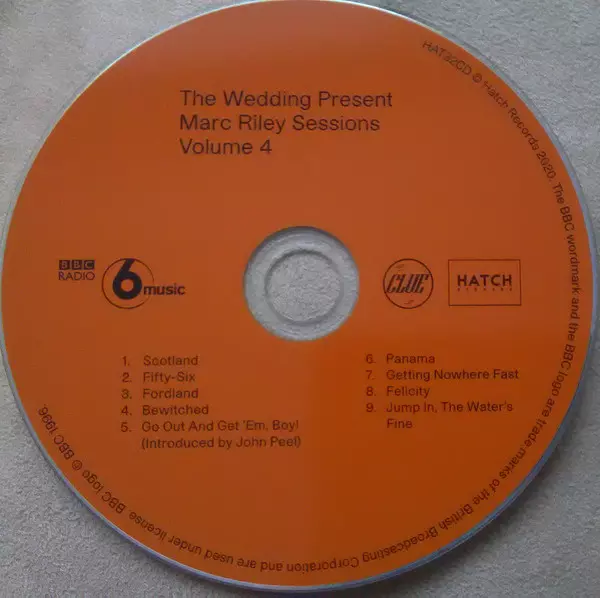 The Wedding Present
Marc Riley Sessions
Volume 4
BBC
RADIO
6music
CLUE
HATCH
RECORDS
1. Scotland
2. Fifty-Six
3. Fordland
4. Bewitched
5. Go Out And Get 'Em, Boy!
(Introduced by John Peel)
6. Panama
7. Getting Nowhere Fast
8. Felicity
9. Jump In, The Water's
Fine
HAT32CD © Hatch Records 2020. The BBC wordmark and the BBC logo are trade marks of the British Broadcasting Corporation and are used under license. BBC logo © BBC 1996.